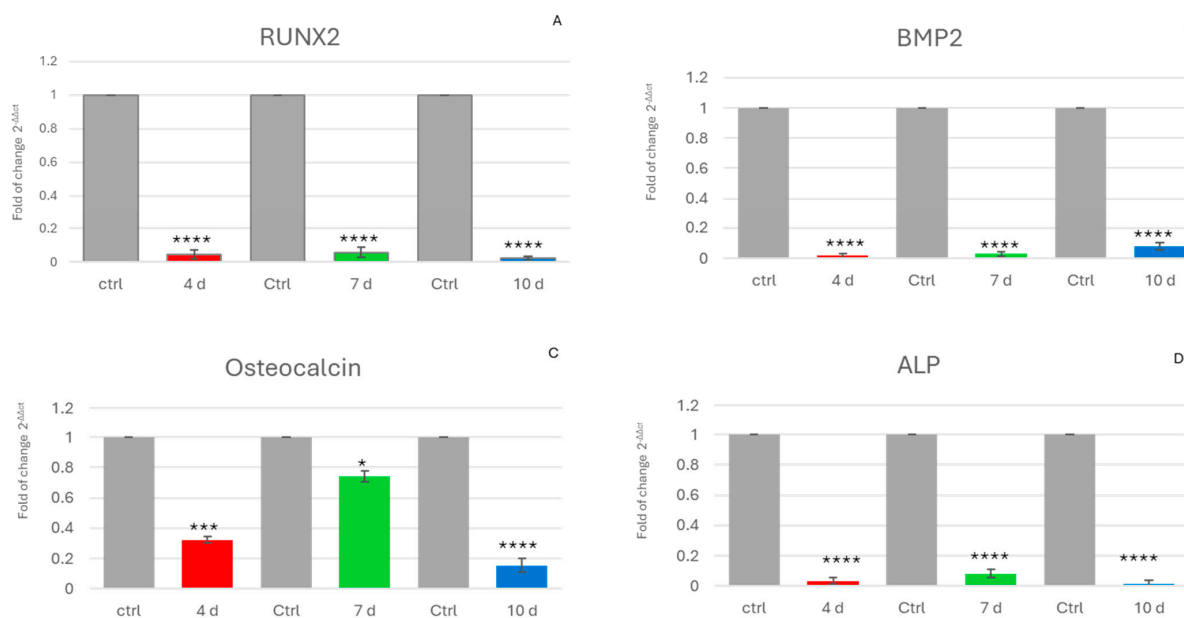 A
RUNX2
Fold of change 2-ΔΔct
1.2
1
0.8
0.6
0.4
0.2
0
****
****
****
ctrl
4 d
Ctrl
7 d
Ctrl
10 d
BMP2
Fold of change 2-ΔΔct
1.2
1
0.8
0.6
0.4
0.2
0
****
****
****
ctrl
4 d
Ctrl
7 d
Ctrl
10 d
C
Osteocalcin
Fold of change 2-ΔΔct
1.2
1
0.8
0.6
0.4
0.2
0
***
*
****
ctrl
4 d
Ctrl
7 d
Ctrl
10 d
D
ALP
Fold of change 2-ΔΔct
1.2
1
0.8
0.6
0.4
0.2
0
****
****
****
ctrl
4 d
Ctrl
7 d
Ctrl
10 d